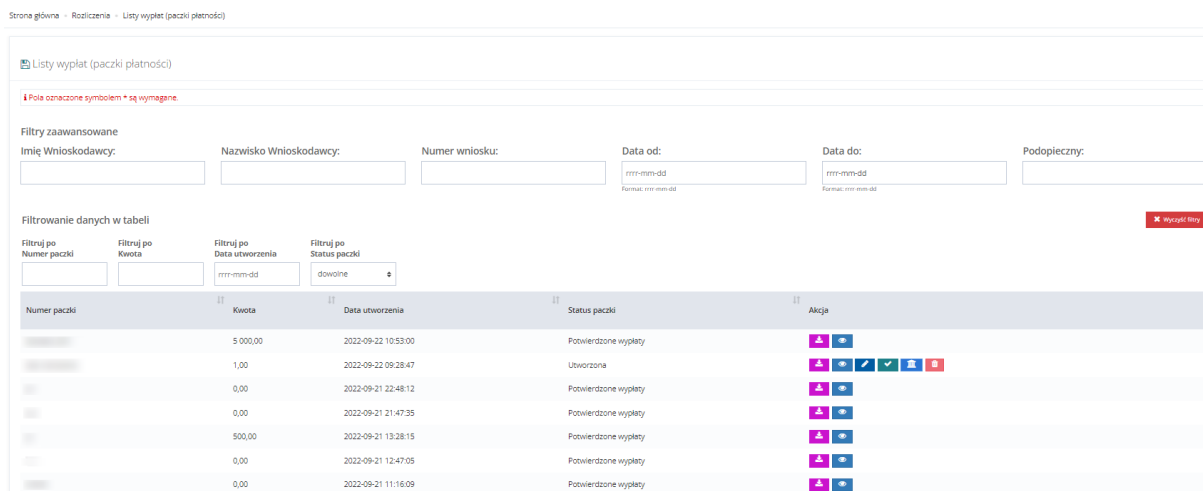 Strona główna Rozliczenia Listy wypłat (paczki płatności)
Listy wypłat (paczki płatności)
i Pola oznaczone symbolem * są wymagane.
Filtry zaawansowane
Imię Wnioskodawcy: Nazwisko Wnioskodawcy: Numer wniosku: Data od: Data do: Podopieczny:
rrrr-mm-dd rrrr-mm-dd
Format: rrrr-mm-dd Format: rrrr-mm-dd
Filtrowanie danych w tabeli
Wyczyść filtry
Filtruj po Filtruj po Filtruj po Filtruj po
Numer paczki Kwota Data utworzenia Status paczki
rrrr-mm-dd dowolne
Numer paczki Kwota Data utworzenia Status paczki Akcja
5 000,00 2022-09-22 10:53:00 Potwierdzone wypłaty
1,00 2022-09-22 09:28:47 Utworzona
0,00 2022-09-21 22:48:12 Potwierdzone wypłaty
0,00 2022-09-21 21:47:35 Potwierdzone wypłaty
500,00 2022-09-21 13:28:15 Potwierdzone wypłaty
0,00 2022-09-21 12:47:05 Potwierdzone wypłaty
0,00 2022-09-21 11:16:09 Potwierdzone wypłaty